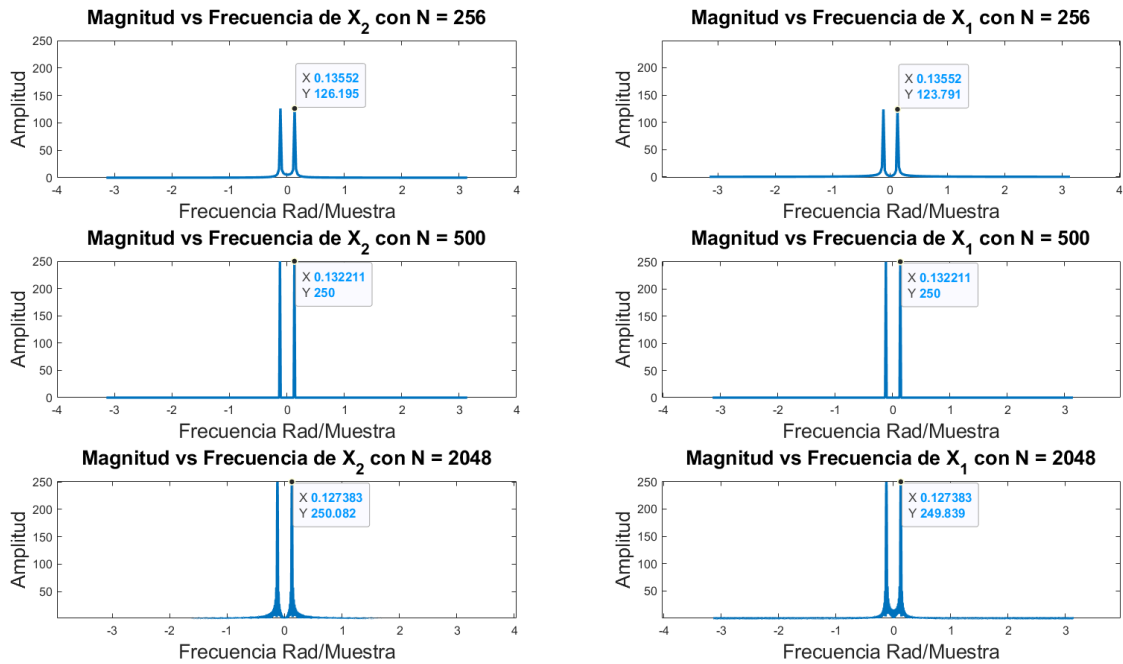 Magnitud vs Frecuencia de X2 con N = 256
250
200
150
100
50
0
Amplitud
X 0.13552
Y 126.195
-4 -3 -2 -1 0 1 2 3 4
Frecuencia Rad/Muestra
Magnitud vs Frecuencia de X1 con N = 256
250
200
150
100
50
0
Amplitud
X 0.13552
Y 123.791
-4 -3 -2 -1 0 1 2 3 4
Frecuencia Rad/Muestra
Magnitud vs Frecuencia de X2 con N = 500
250
200
150
100
50
0
Amplitud
X 0.132211
Y 250
-4 -3 -2 -1 0 1 2 3 4
Frecuencia Rad/Muestra
Magnitud vs Frecuencia de X1 con N = 500
250
200
150
100
50
0
Amplitud
X 0.132211
Y 250
-4 -3 -2 -1 0 1 2 3
Frecuencia Rad/Muestra
Magnitud vs Frecuencia de X2 con N = 2048
250
200
150
100
50
Amplitud
X 0.127383
Y 250.082
-3 -2 -1 0 1 2 3 4
Frecuencia Rad/Muestra
Magnitud vs Frecuencia de X1 con N = 2048
250
200
150
100
50
0
Amplitud
X 0.127383
Y 249.839
-4 -3 -2 -1 0 1 2 3
Frecuencia Rad/Muestra